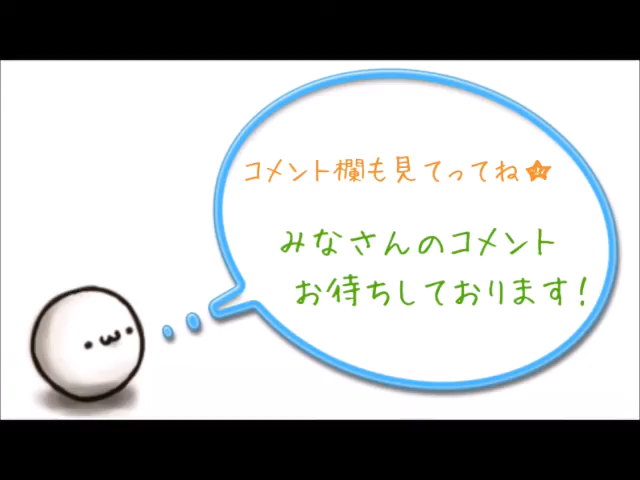 コメント欄も見てってね★
みなさんのコメント
お待ちしております!